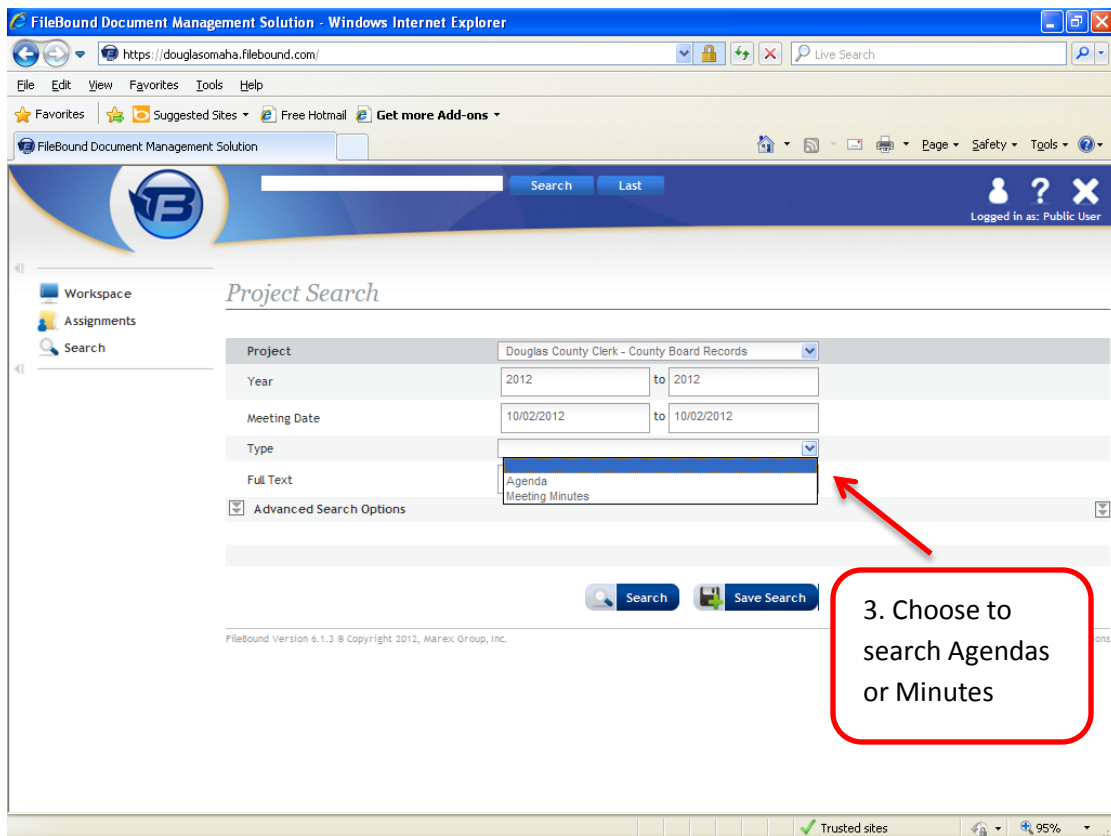 FileBound Document Management Solution - Windows Internet Explorer
https://douglasomaha.filebound.com/
Live Search
File Edit View Favorites Tools Help
Favorites Suggested Sites Free Hotmail Get more Add-ons
FileBound Document Management Solution
Page Safety Tools
Search Last
Logged in as: Public User
Workspace
Assignments
Search
Project Search
Project Douglas County Clerk - County Board Records
Year 2012 to 2012
Meeting Date 10/02/2012 to 10/02/2012
Type
Full Text
Agenda
Meeting Minutes
Advanced Search Options
Search Save Search
FileBound Version 6.1.3 © Copyright 2012, Marex Group, Inc.
3. Choose to
search Agendas
or Minutes
Trusted sites 95%